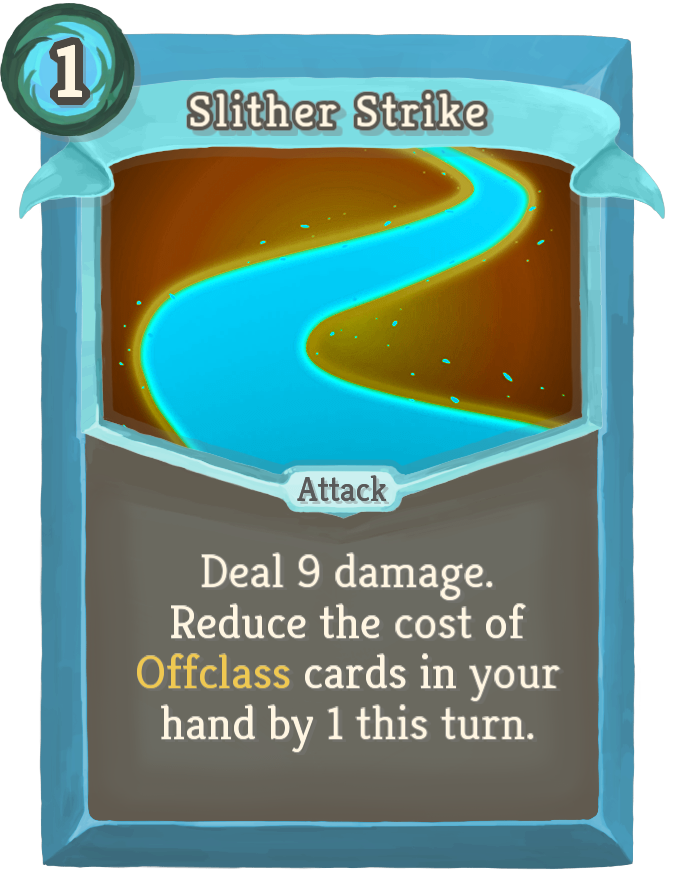 1
Slither Strike
Attack
Deal 9 damage.
Reduce the cost of
Offclass cards in your
hand by 1 this turn.